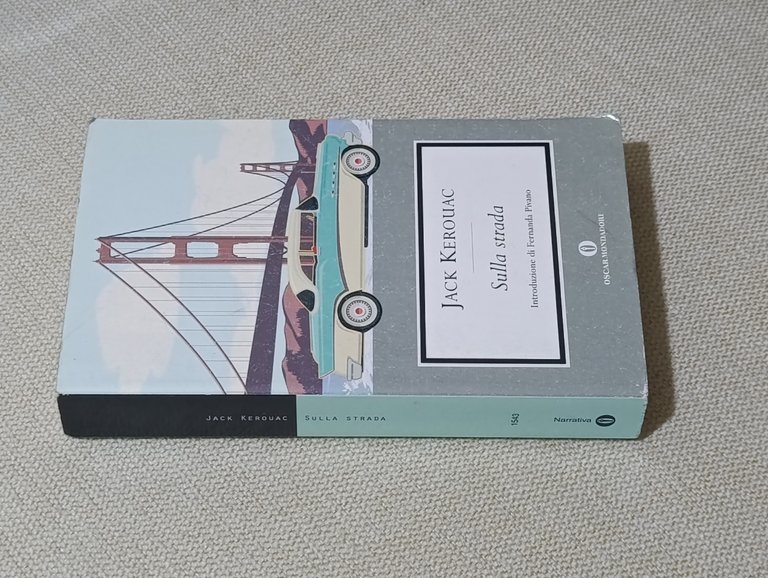 JACK KEROUAC
Sulla strada
Introduzione di Fernanda Pivano
OSCAR MONDADORI
JACK KEROUAC SULLA STRADA 1543 Narrativa